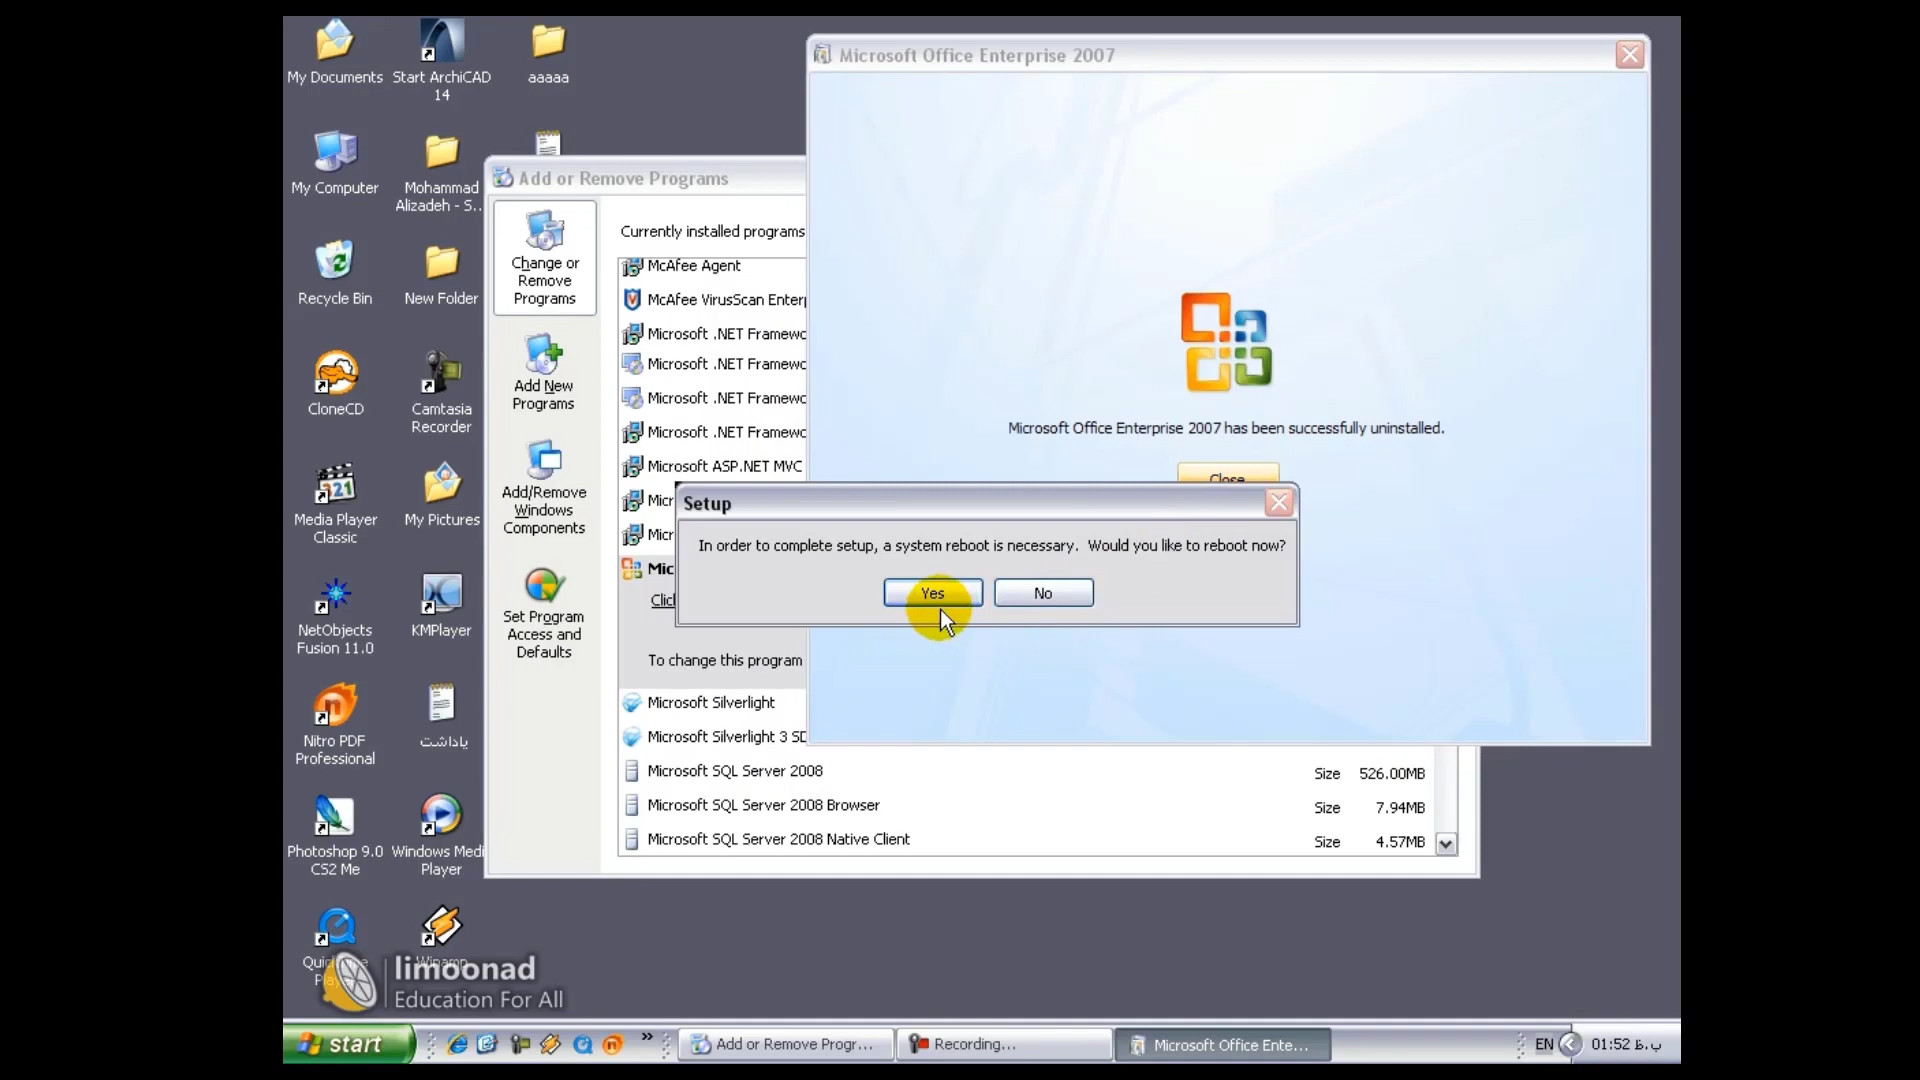 My Documents
Start ArchiCAD
14
aaaaa
My Computer
Mohammad
Alizadeh - S..
Recycle Bin
New Folder
CloneCD
Camtasia
Recorder
Media Player
Classic
My Pictures
NetObjects
Fusion 11.0
KMPlayer
Nitro PDF
Professional
یاداشت
Photoshop 9.0
CS2 Me
Windows Medi
Player
Winamp
limoonad
Education For All
Add or Remove Programs
Change or
Remove
Programs
Add New
Programs
Add/Remove
Windows
Components
Set Program
Access and
Defaults
Currently installed programs
McAfee Agent
McAfee VirusScan Enterp
Microsoft .NET Framewo
Microsoft .NET Framewo
Microsoft .NET Framewo
Microsoft .NET Framewo
Microsoft ASP.NET MVC
Micr
Micr
Mic
Clic
To change this program
Microsoft Silverlight
Microsoft Silverlight 3 SD
Microsoft SQL Server 2008 Size 526.00MB
Microsoft SQL Server 2008 Browser Size 7.94MB
Microsoft SQL Server 2008 Native Client Size 4.57MB
Microsoft Office Enterprise 2007
Microsoft Office Enterprise 2007 has been successfully uninstalled.
Close
Setup
In order to complete setup, a system reboot is necessary. Would you like to reboot now?
Yes No
start
Add or Remove Progr...
Recording...
Microsoft Office Ente...
EN
01:52 ب.ظ